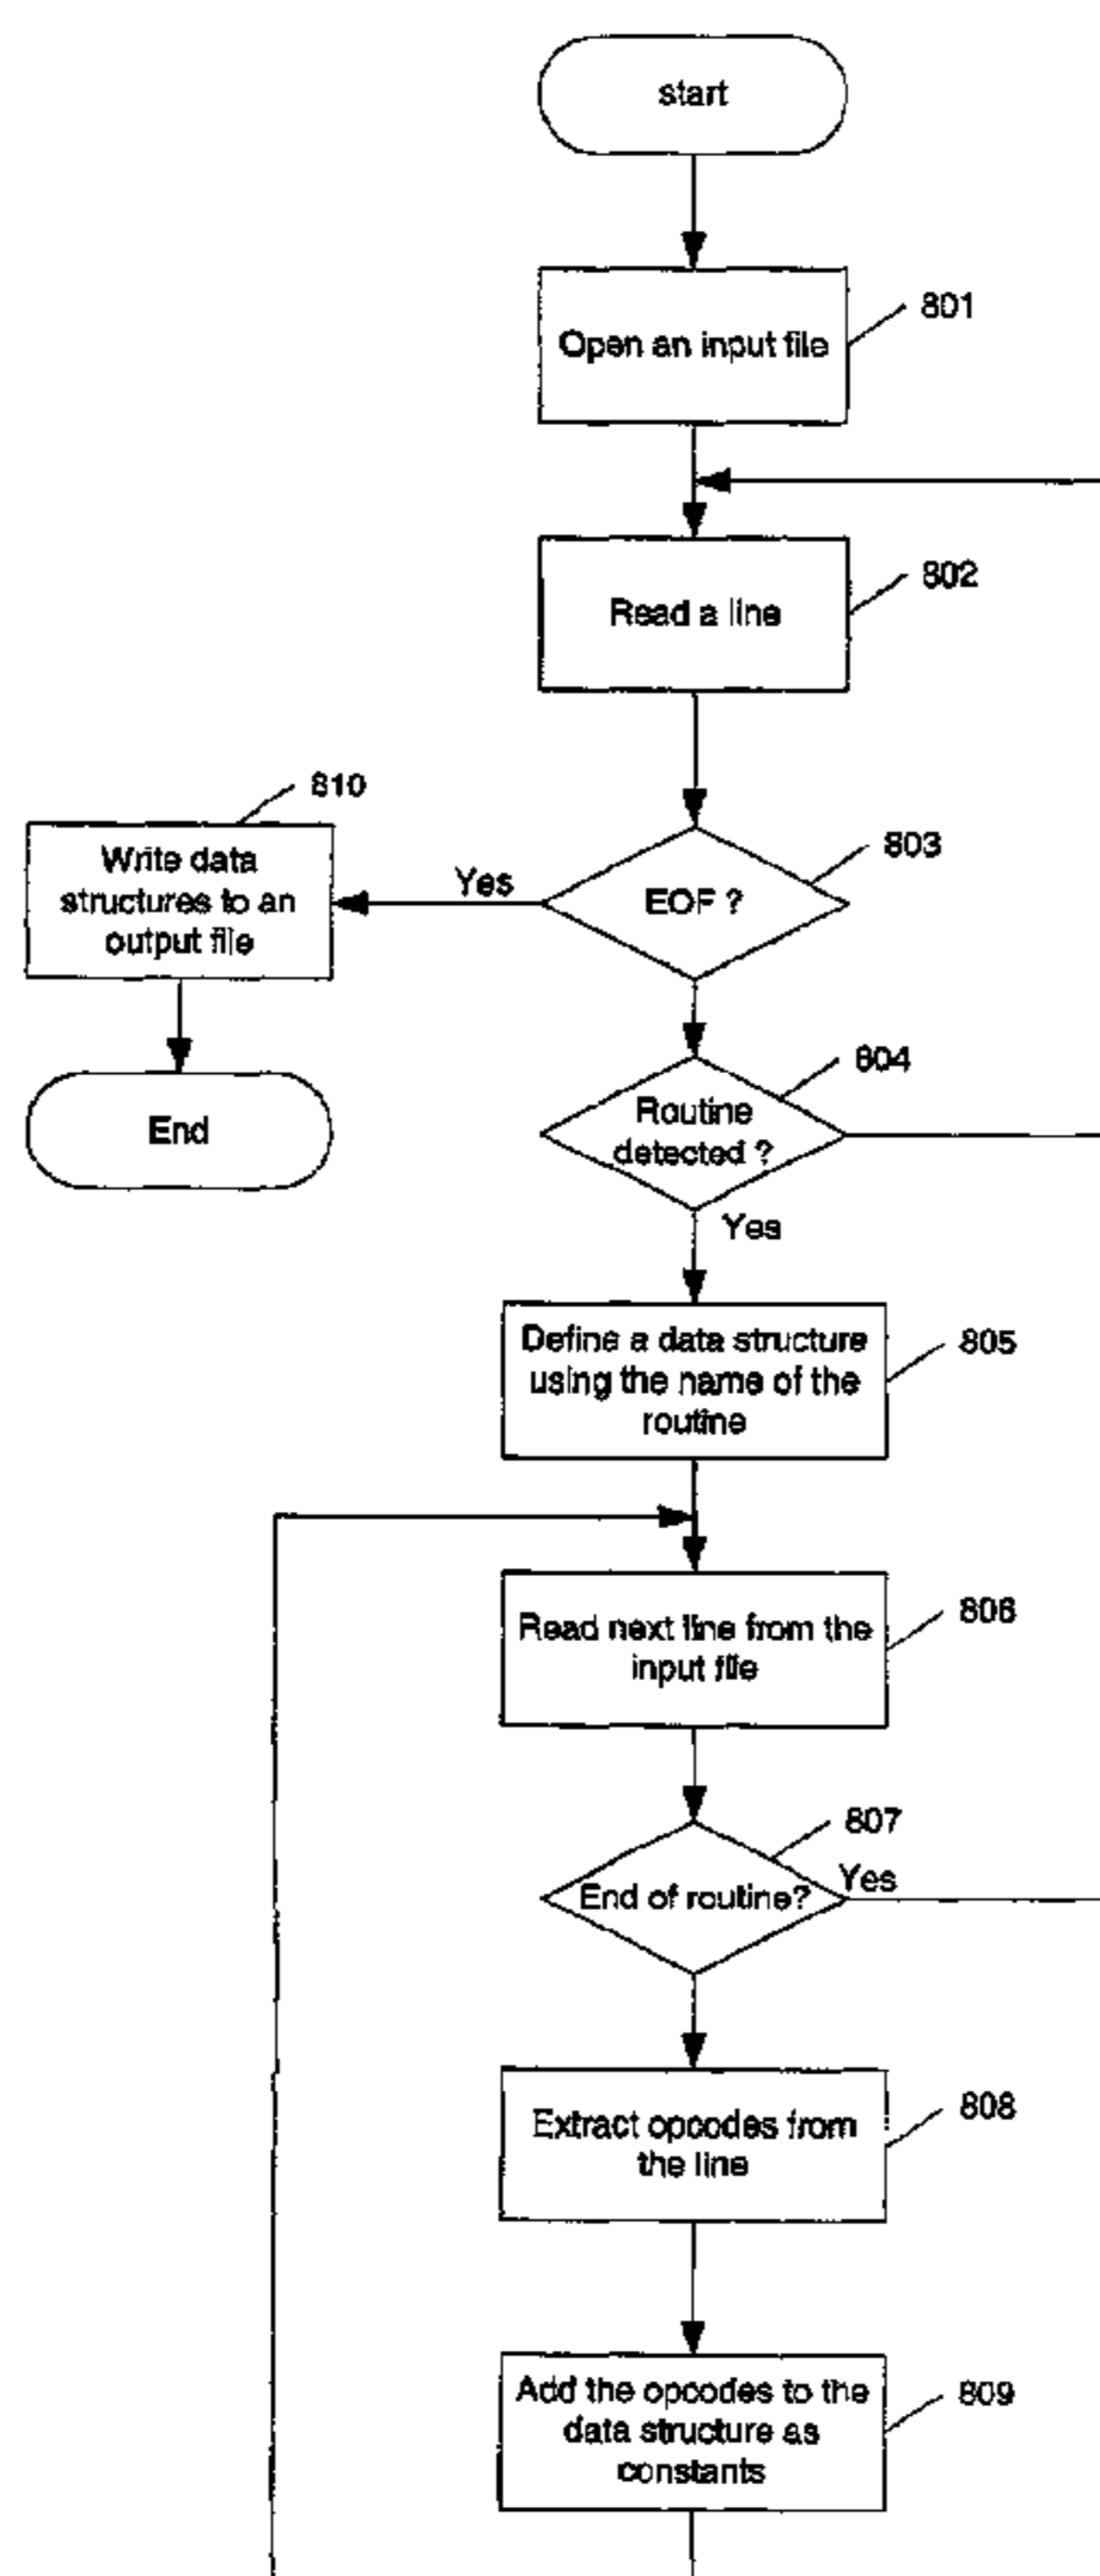 start
801
Open an input file
802
Read a line
810
Write data
structures to an
output file
Yes
803
EOF ?
End
804
Routine
detected ?
Yes
805
Define a data structure
using the name of the
routine
806
Read next line from the
input file
807
End of routine?
Yes
808
Extract opcodes from
the line
809
Add the opcodes to the
data structure as
constants